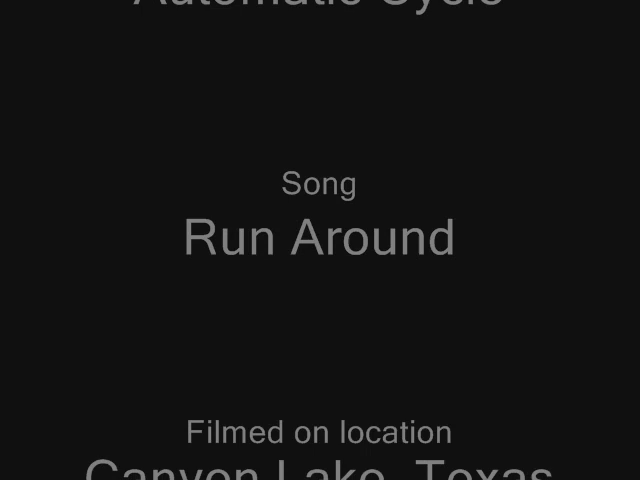 Automatic Cycle
Song
Run Around
Filmed on location
Canyon Lake, Texas